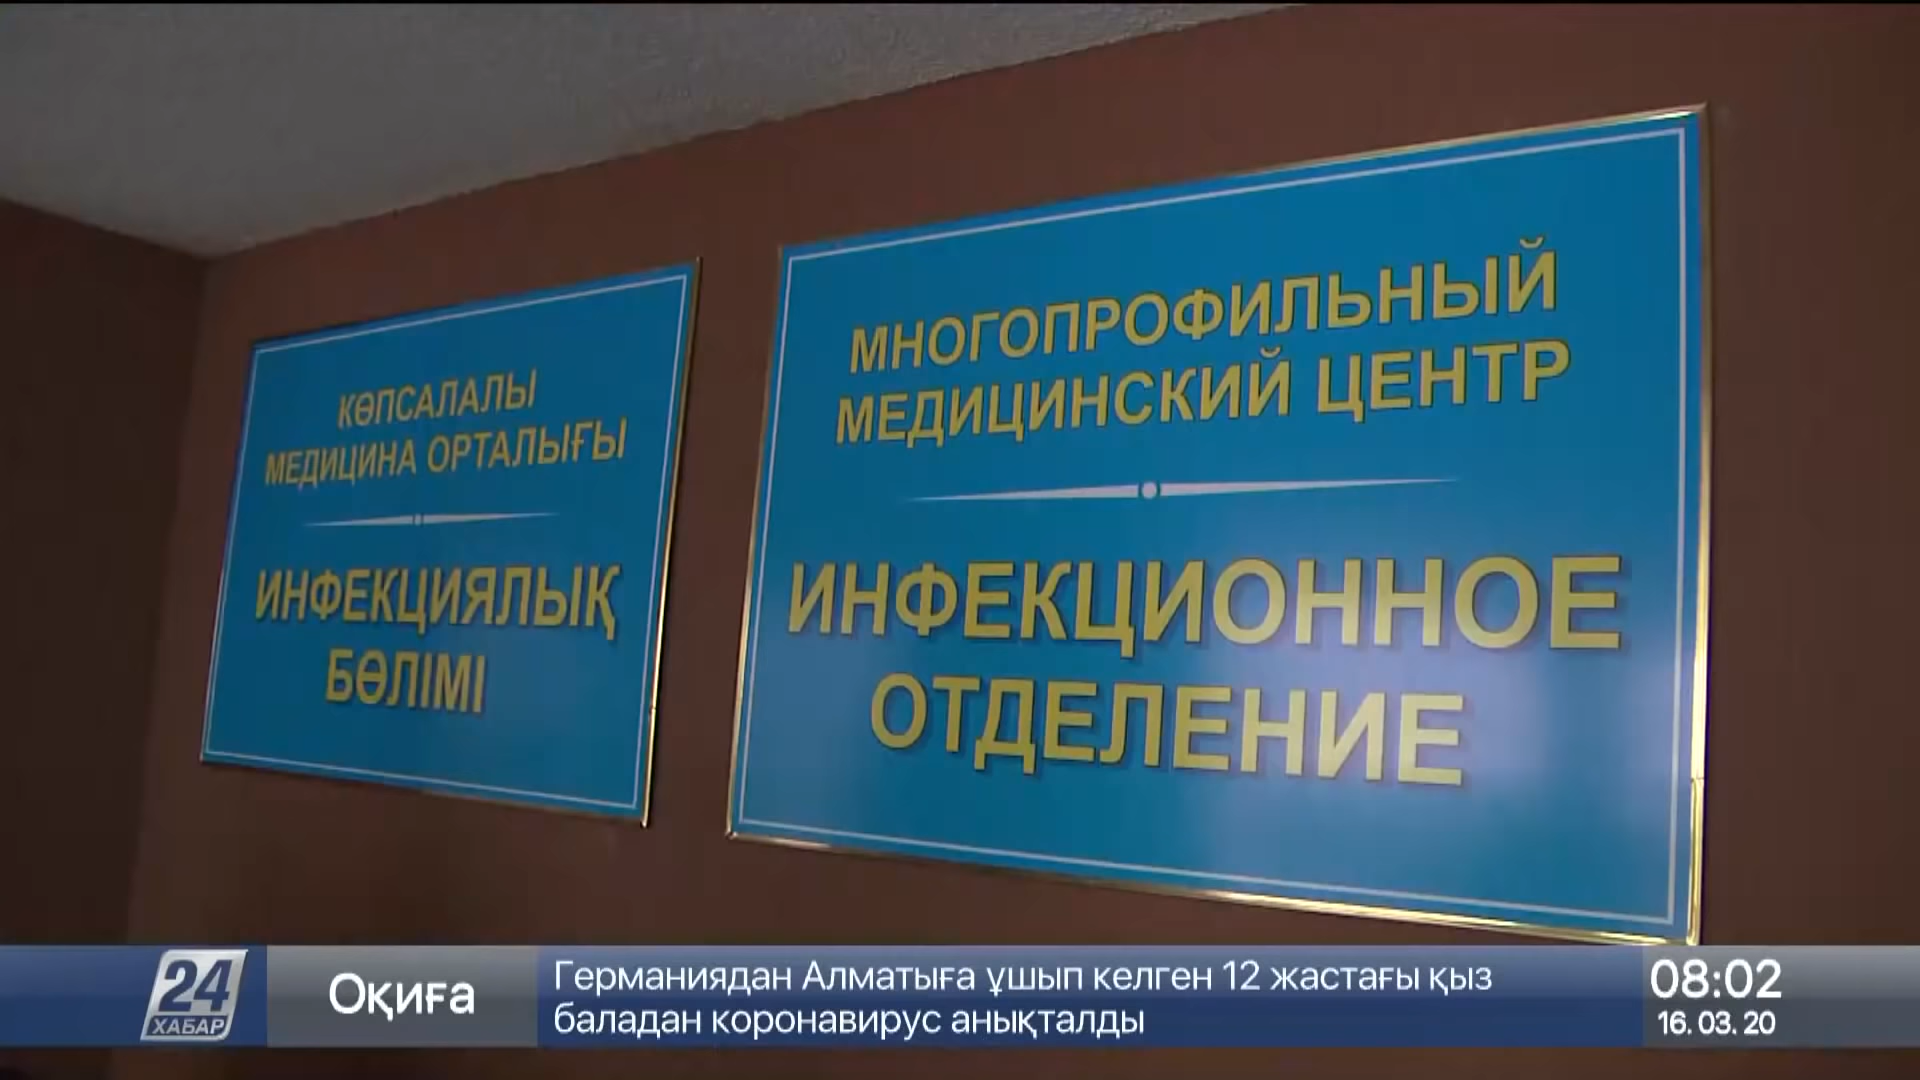 КӨПСАЛАЛЫ
МЕДИЦИНА ОРТАЛЫҒЫ
ИНФЕКЦИЯЛЫҚ
БӨЛІМІ
МНОГОПРОФИЛЬНЫЙ
МЕДИЦИНСКИЙ ЦЕНТР
ИНФЕКЦИОННОЕ
ОТДЕЛЕНИЕ
24
ХАБАР
Оқиға
Германиядан Алматыға ұшып келген 12 жастағы қыз
баладан коронавирус анықталды
08:02
16. 03. 20